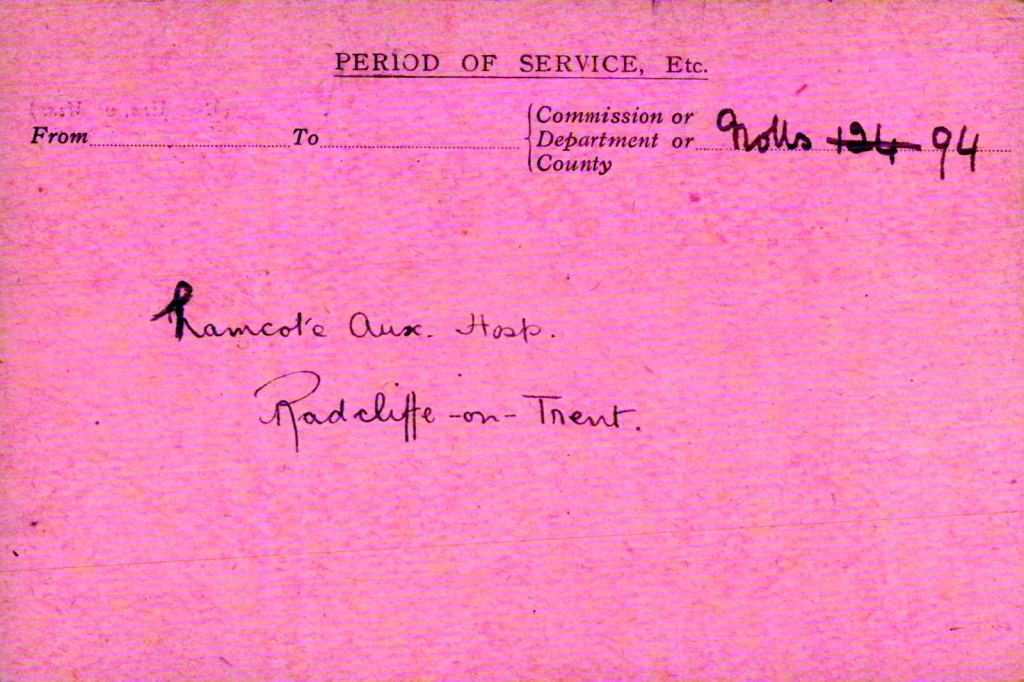 PERIOD OF SERVICE, Etc.
From To {Commission or Department or County Notts 124 94
Lamcote Aux. Hosp.
Radcliffe-on-Trent.